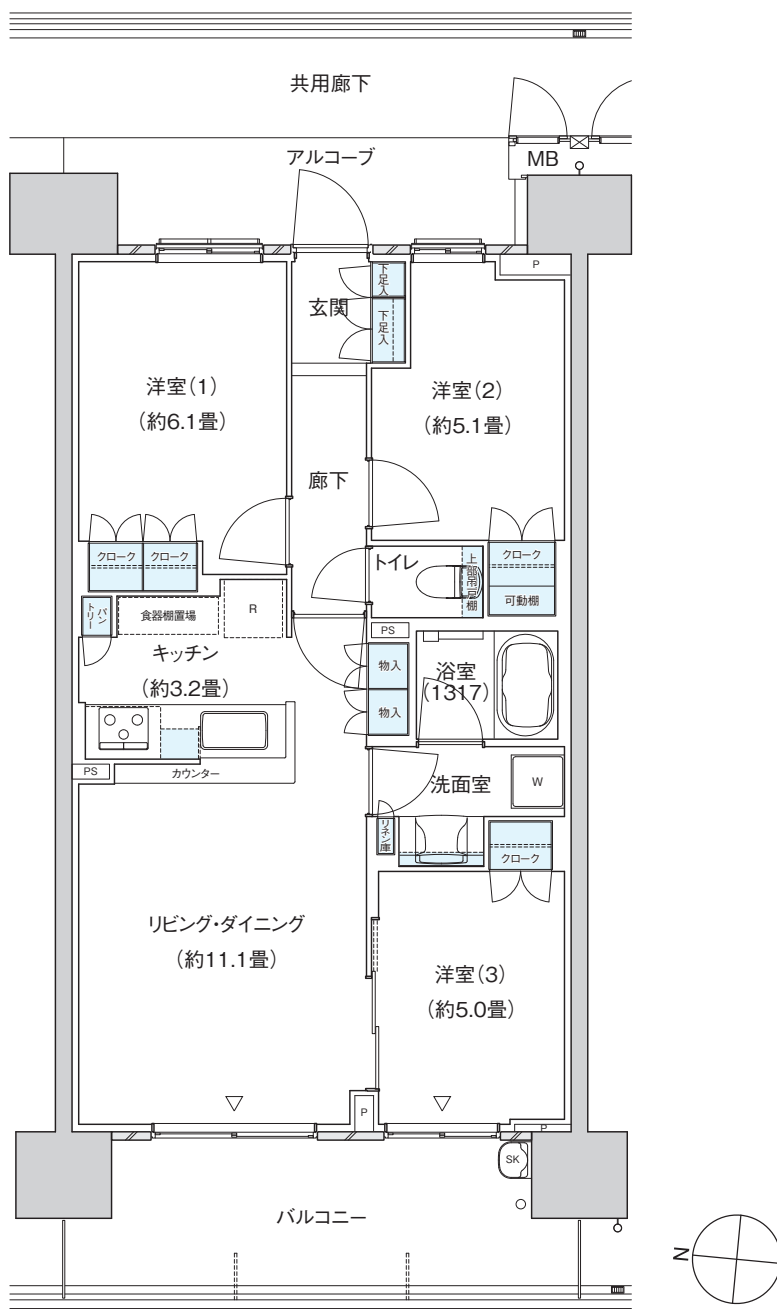 共用廊下
アルコーブ
MB
P
下足入
下足入
玄関
洋室(1)
(約6.1畳)
洋室(2)
(約5.1畳)
廊下
クローク
クローク
トイレ
上部吊戸棚
クローク
可動棚
パントリー
食器棚置場
R
PS
キッチン
(約3.2畳)
物入
物入
浴室
(1317)
PS
カウンター
洗面室
W
リネン庫
クローク
リビング・ダイニング
(約11.1畳)
洋室(3)
(約5.0畳)
P
P
SK
バルコニー
N